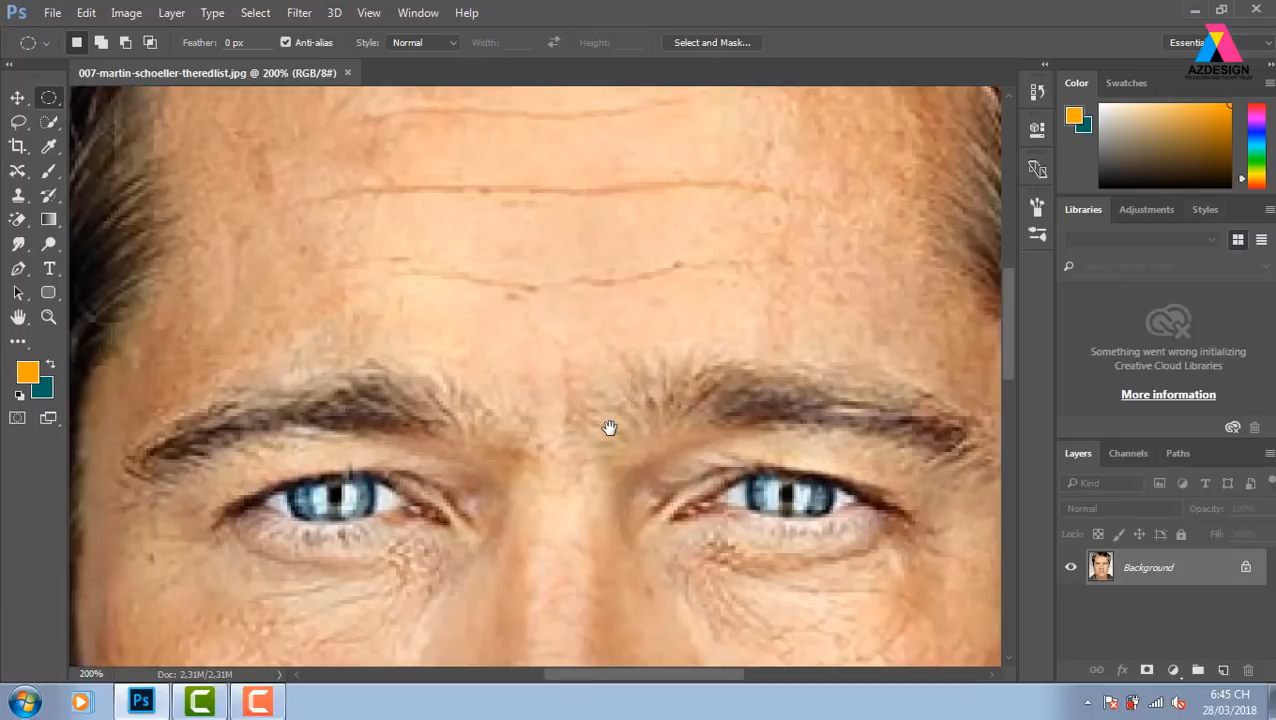 Ps File Edit Image Layer Type Select Filter 3D View Window Help
Feather: 0 px Anti-alias Style: Normal Width: Height: Select and Mask... Essenti
AZDESIGN
007-martin-schoeller-theredlist.jpg @ 200% (RGB/8#)
Color Swatches
Libraries Adjustments Styles
Something went wrong initializing
Creative Cloud Libraries
More information
Layers Channels Paths
Kind
Normal Opacity: 100%
Lock: Fill: 100%
Background
200% Doc: 2,31M/2,31M
Ps
6:45 CH
28/03/2018